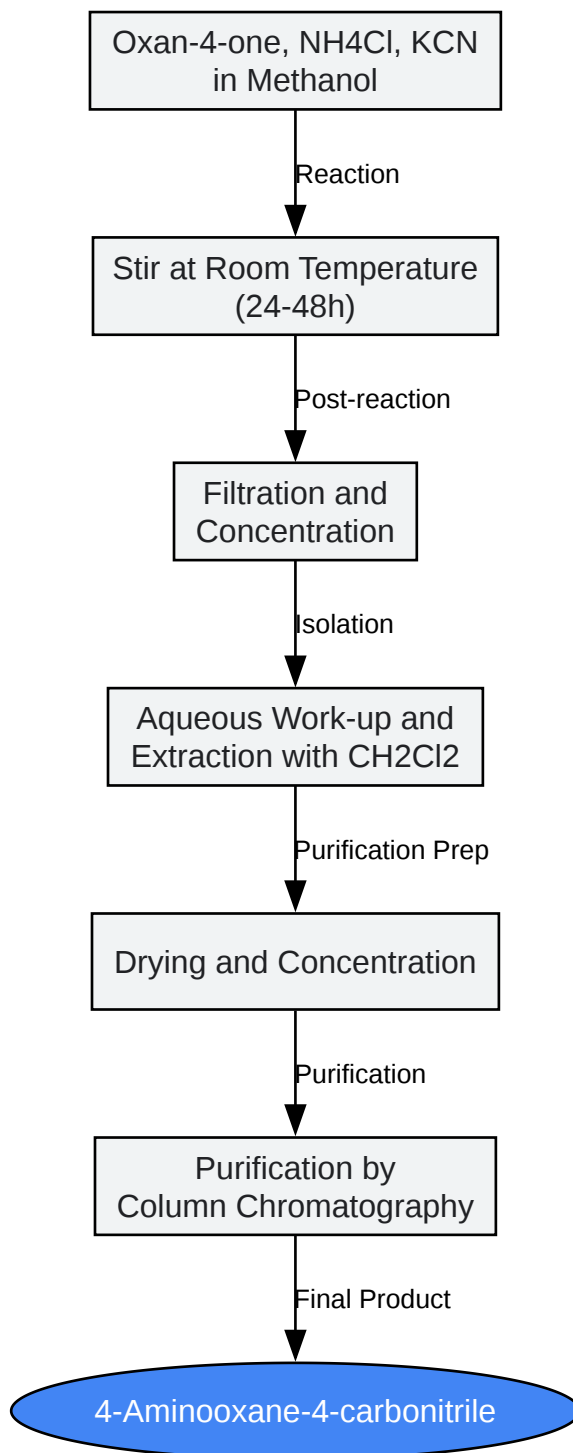 Oxan-4-one, NH4Cl, KCN
in Methanol
Reaction
Stir at Room Temperature
(24-48h)
Post-reaction
Filtration and
Concentration
Isolation
Aqueous Work-up and
Extraction with CH2Cl2
Purification Prep
Drying and Concentration
Purification
Purification by
Column Chromatography
Final Product
4-Aminooxane-4-carbonitrile